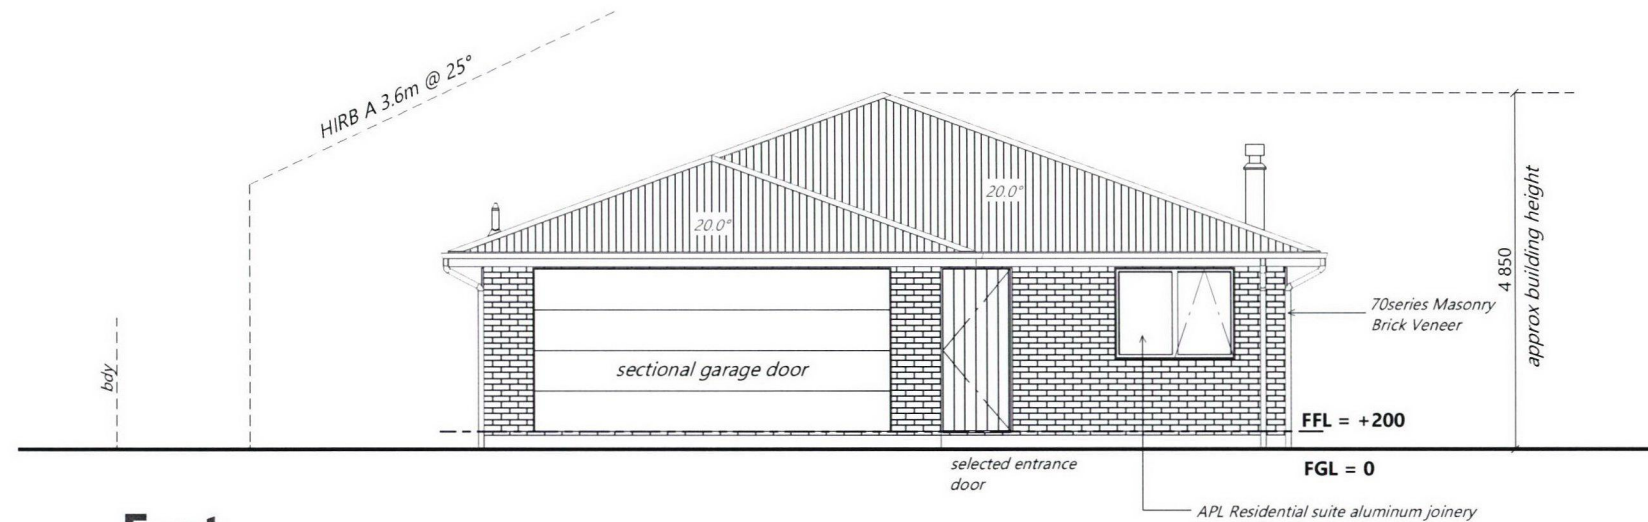 HIRB A 3.6m @ 25°
20.0°
20.0°
4 850
approx building height
70series Masonry
Brick Veneer
bdy
sectional garage door
FFL = +200
selected entrance
door
FGL = 0
APL Residential suite aluminum joinery